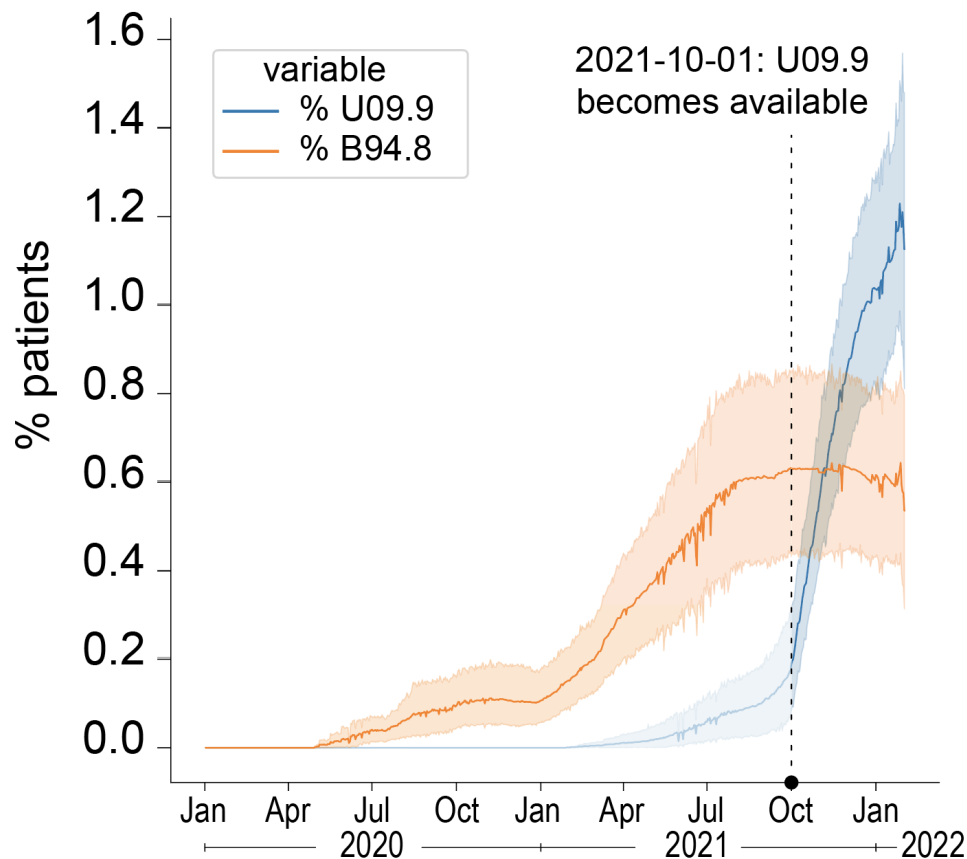 2021-10-01: U09.9
becomes available
variable
% U09.9
% B94.8
% patients
1.6
1.4
1.2
1.0
0.8
0.6
0.4
0.2
0.0
Jan Apr Jul Oct Jan Apr Jul Oct Jan
2020 2021 2022